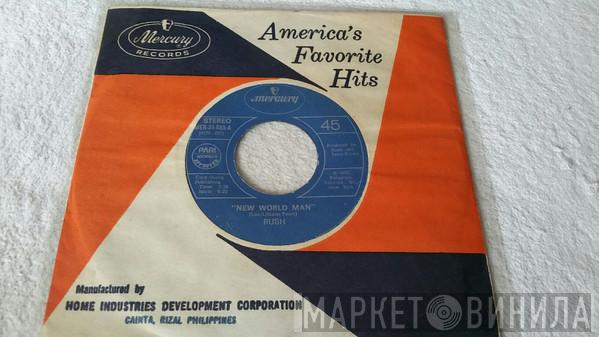 Mercury
RECORDS
America's
Favorite
Hits
mercury
STEREO
45
PARI
"NEW WORLD MAN"
RUSH
Manufactured by
HOME INDUSTRIES DEVELOPMENT CORPORATION
CAINTA, RIZAL PHILIPPINES
МАРКЕТ ВИНИЛА